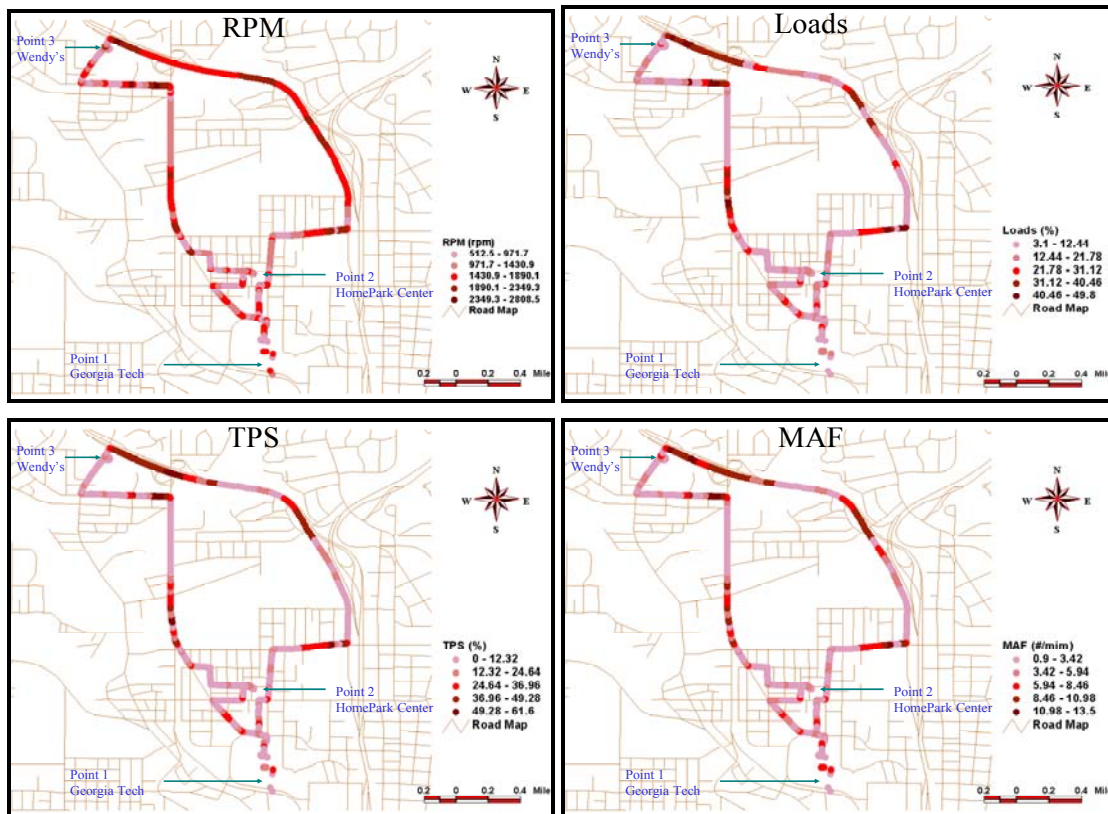 RPM
Point 3
Wendy's
N
W E
S
RPM (rpm)
512.5 - 971.7
971.7 - 1430.9
1430.9 - 1890.1
1890.1 - 2349.3
2349.3 - 2808.5
Road Map
Point 2
HomePark Center
Point 1
Georgia Tech
0.2 0 0.2 0.4 Mile
Loads
Point 3
Wendy's
N
W E
S
Loads (%)
3.1 - 12.44
12.44 - 21.78
21.78 - 31.12
31.12 - 40.46
40.46 - 49.8
Road Map
Point 2
HomePark Center
Point 1
Georgia Tech
0.2 0 0.2 0.4 Mile
TPS
Point 3
Wendy's
N
W E
S
TPS (%)
0 - 12.32
12.32 - 24.64
24.64 - 36.96
36.96 - 49.28
49.28 - 61.6
Road Map
Point 2
HomePark Center
Point 1
Georgia Tech
0.2 0 0.2 0.4 Mile
MAF
Point 3
Wendy's
N
W E
S
MAF (#/mim)
0.9 - 3.42
3.42 - 5.94
5.94 - 8.46
8.46 - 10.98
10.98 - 13.5
Road Map
Point 2
HomePark Center
Point 1
Georgia Tech
0.2 0 0.2 0.4 Mile